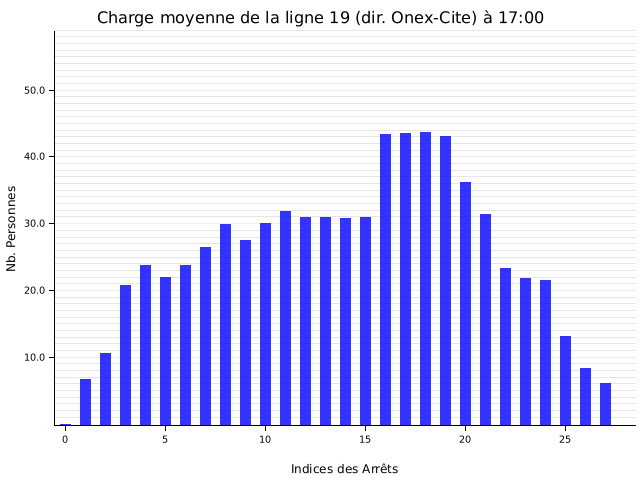 Charge moyenne de la ligne 19 (dir. Onex-Cite) à 17:00
50.0
40.0
30.0
20.0
10.0
Nb. Personnes
0 5 10 15 20 25
Indices des Arrêts